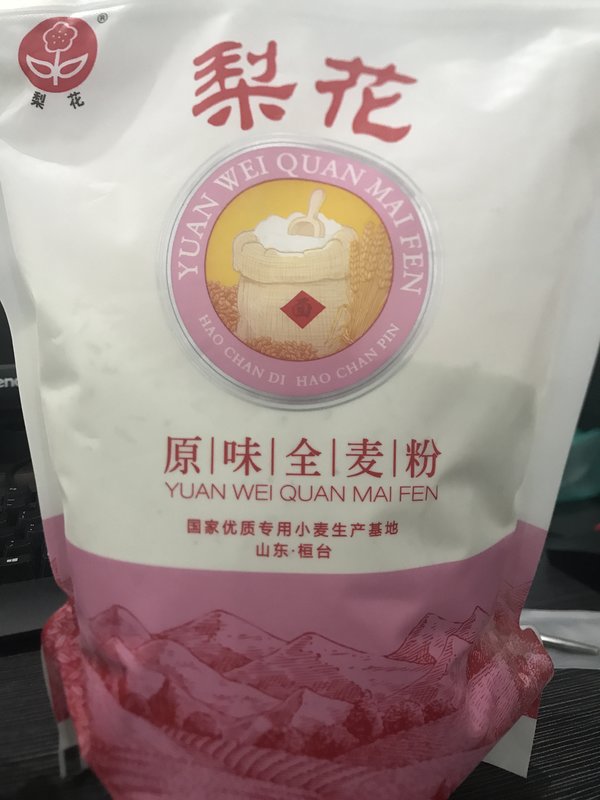 ®
梨花
梨花
YUAN WEI QUAN MAI FEN
面
HAO CHAN DI HAO CHAN PIN
原|味|全|麦|粉
YUAN WEI QUAN MAI FEN
国家优质专用小麦生产基地
山东·桓台